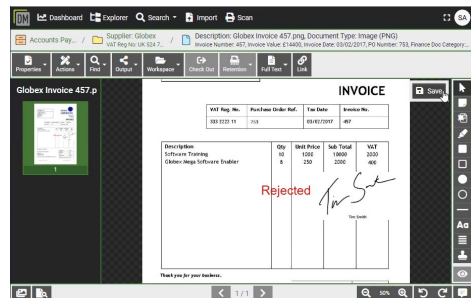 DM Dashboard Explorer Search Import Scan SA
Accounts Pay... / Supplier: Globex / Description: Globex Invoice 457.png, Document Type: Image (PNG)
VAT Reg No: UK 524 7... Invoice Number: 457, Invoice Value: £14400, Invoice Date: 03/02/2017, PO Number: 753, Finance Doc Category...
Properties Actions Find Output Workspace Check Out Retention Full Text Link
Globex Invoice 457.p
1
INVOICE
Save
VAT Reg. No. Purchase Order Ref. Tax Date Invoice No.
333 2222 11 753 03/02/2017 457
Description Qty Unit Price Sub Total VAT
Software Training 10 1000 10000 2000
Globex Mega Software Enabler 8 250 2000 400
Rejected
Tim Smith
Thank you for your business.
Aa
1 / 1
50%